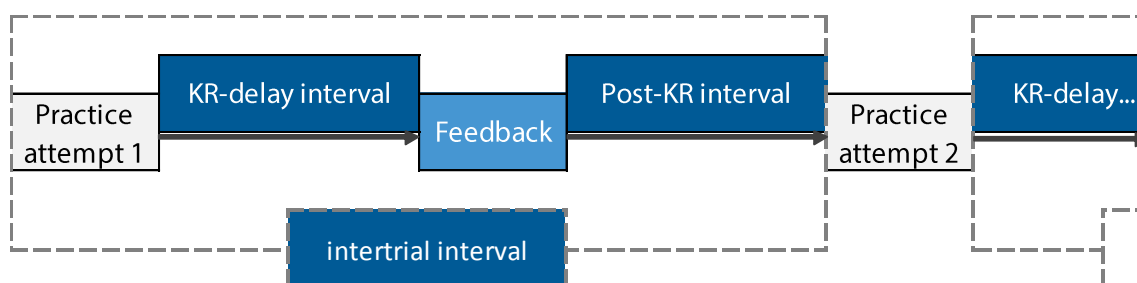 Practice
attempt 1
KR-delay interval
Feedback
Post-KR interval
Practice
attempt 2
KR-delay...
intertrial interval